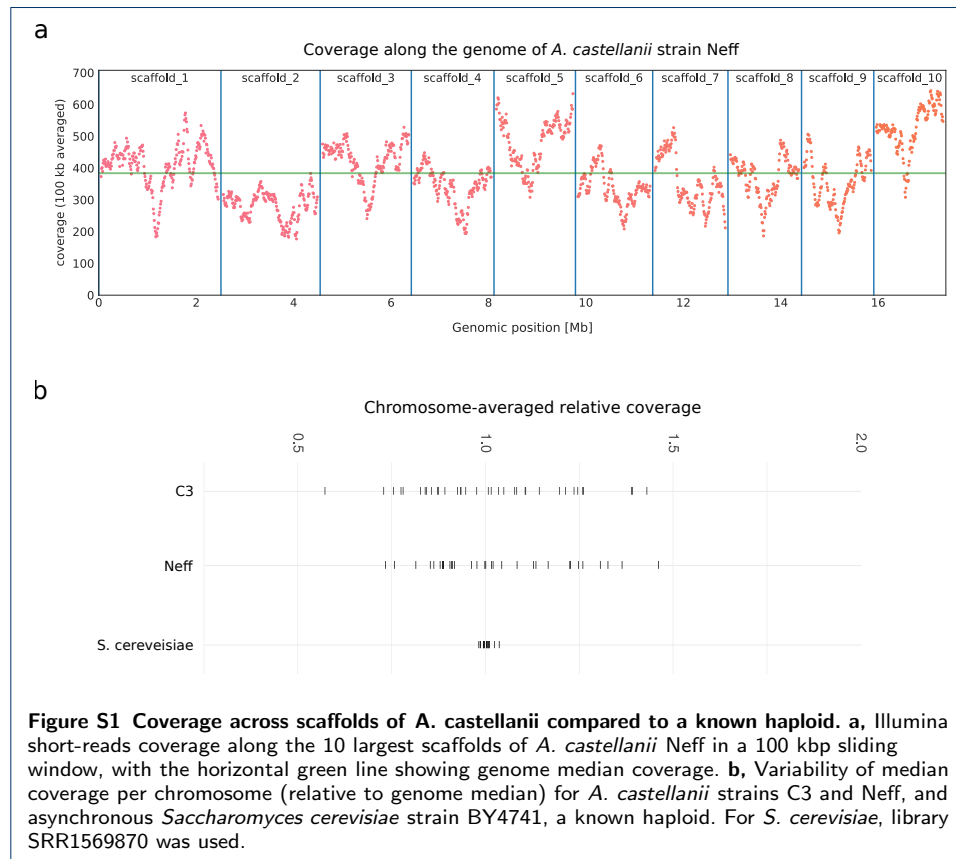 a
Coverage along the genome of A. castellanii strain Neff
700
600
500
400
300
200
100
0
coverage (100 kb averaged)
scaffold_1 scaffold_2 scaffold_3 scaffold_4 scaffold_5 scaffold_6 scaffold_7 scaffold_8 scaffold_9 scaffold_10
0 2 4 6 8 10 12 14 16
Genomic position [Mb]
b
Chromosome-averaged relative coverage
0.5 1.0 1.5 2.0
C3
Neff
S. cereveisiae
Figure S1 Coverage across scaffolds of A. castellanii compared to a known haploid. a, Illumina
short-reads coverage along the 10 largest scaffolds of A. castellanii Neff in a 100 kbp sliding
window, with the horizontal green line showing genome median coverage. b, Variability of median
coverage per chromosome (relative to genome median) for A. castellanii strains C3 and Neff, and
asynchronous Saccharomyces cerevisiae strain BY4741, a known haploid. For S. cerevisiae, library
SRR1569870 was used.